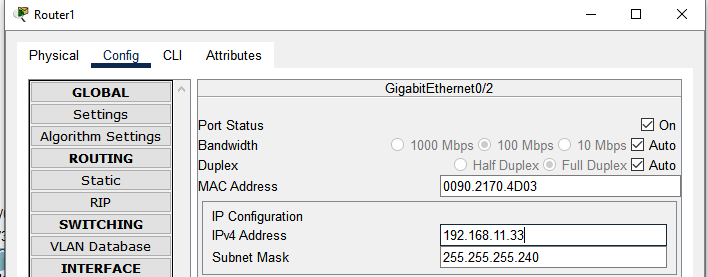 Router1
Physical Config CLI Attributes
GLOBAL
Settings
Algorithm Settings
ROUTING
Static
RIP
SWITCHING
VLAN Database
INTERFACE
GigabitEthernet0/2
Port Status On
Bandwidth 1000 Mbps 100 Mbps 10 Mbps Auto
Duplex Half Duplex Full Duplex Auto
MAC Address 0090.2170.4D03
IP Configuration
IPv4 Address 192.168.11.33
Subnet Mask 255.255.255.240